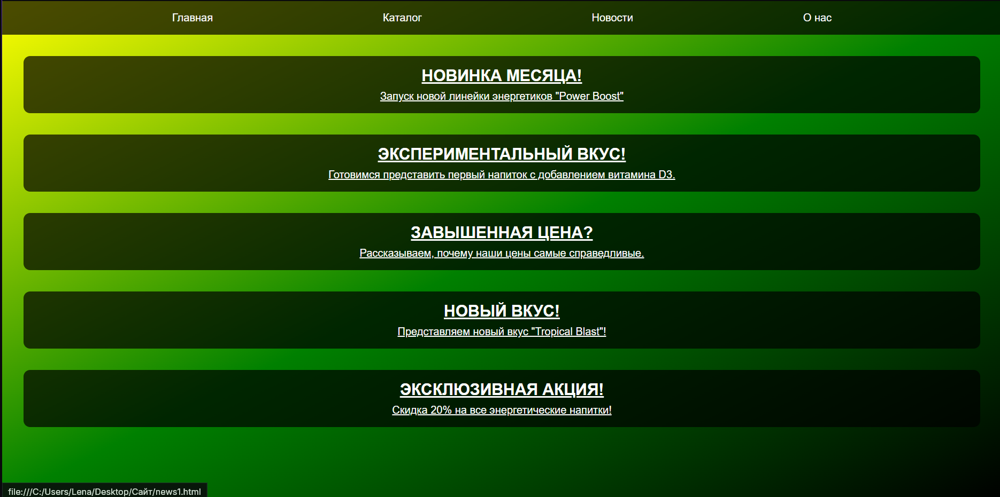 Главная Каталог Новости О нас
НОВИНКА МЕСЯЦА!
Запуск новой линейки энергетиков "Power Boost"
ЭКСПЕРИМЕНТАЛЬНЫЙ ВКУС!
Готовимся представить первый напиток с добавлением витамина D3.
ЗАВЫШЕННАЯ ЦЕНА?
Рассказываем, почему наши цены самые справедливые.
НОВЫЙ ВКУС!
Представляем новый вкус "Tropical Blast"!
ЭКСКЛЮЗИВНАЯ АКЦИЯ!
Скидка 20% на все энергетические напитки!
file:///C:/Users/Lena/Desktop/Сайт/news1.html